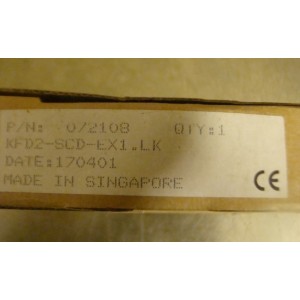 P/N: 072108 QTY:1
KFD2-SCD-EX1.LK
DATE:170401
MADE IN SINGAPORE CE